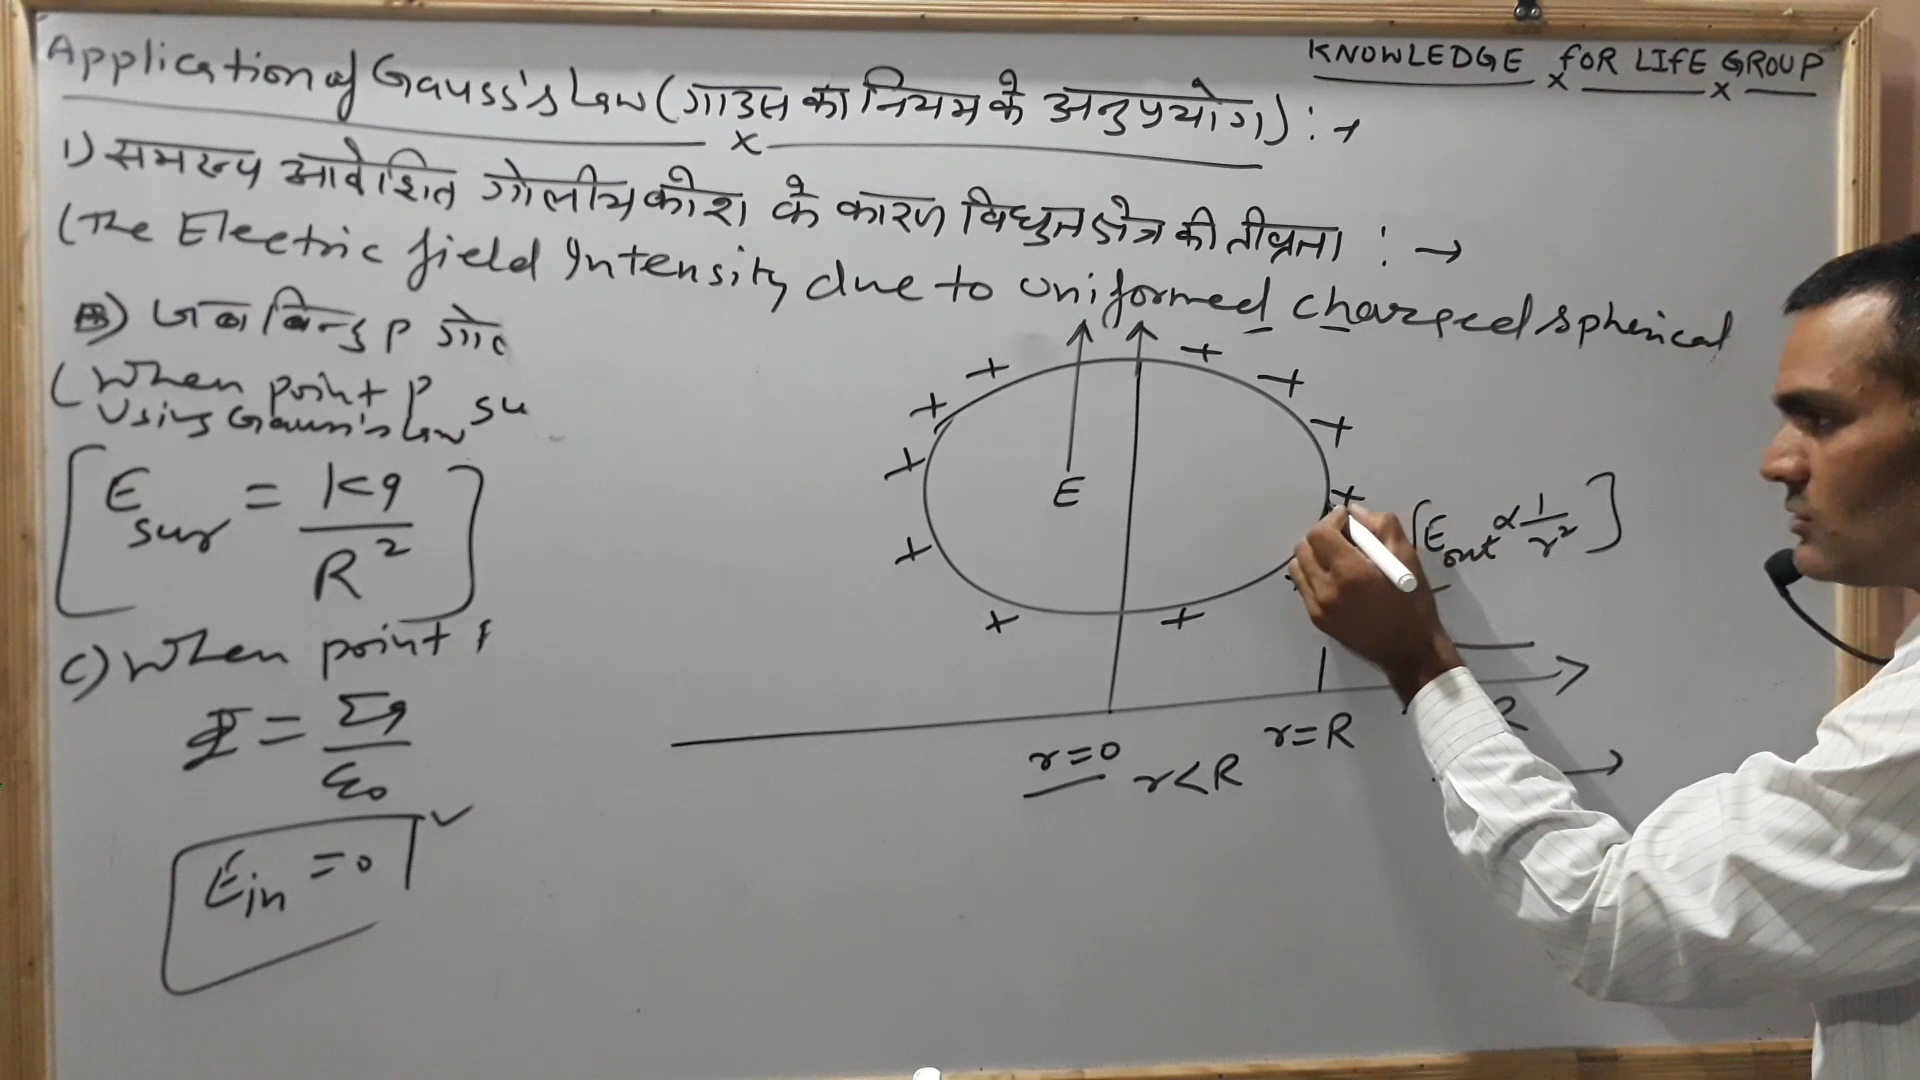 KNOWLEDGE FOR LIFE GROUP
Application of Gauss's Law (गाउस का नियम के अनुप्रयोग) : →
1) समरूप आवेशित गोलीय कोश के कारण विधुत क्षेत्र की तीव्रता : →
(The Electric field Intensity due to uniformed charged spherical
B) जब बिन्दु P गोल
(When point P su
Using Gauss's Law
E sur = kq / R²
C) When point P
Φ = Σq / ε₀
E in = 0
+ + + + + + + + + + +
E
[E out ∝ 1/r²]
r=0 r<R r=R